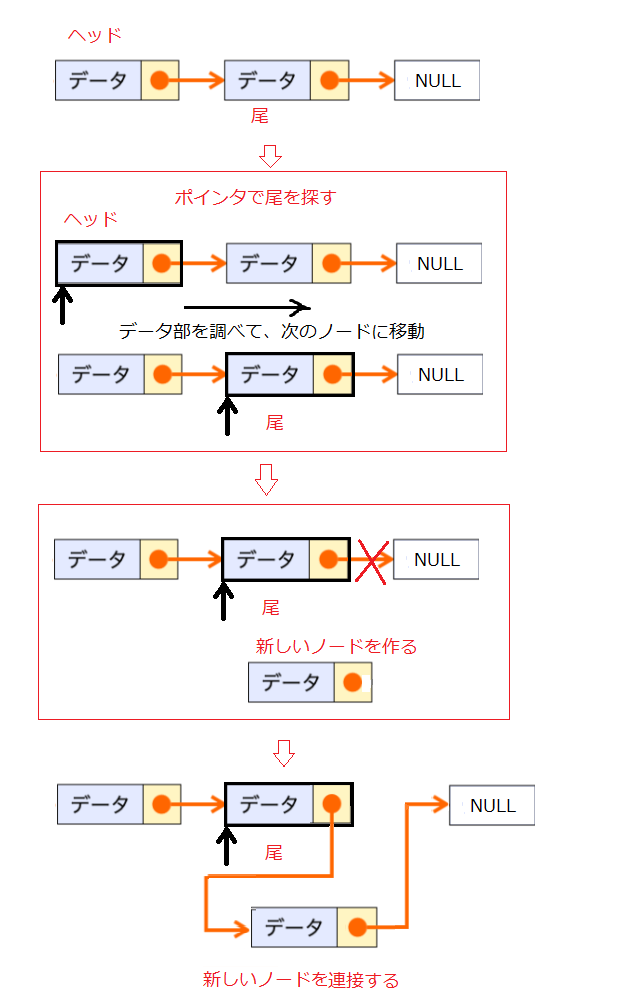 ヘッド
データ データ NULL
尾
ポインタで尾を探す
ヘッド
データ データ NULL
データ部を調べて、次のノードに移動
データ データ NULL
尾
データ データ NULL
尾
新しいノードを作る
データ
データ データ NULL
尾
データ
新しいノードを連接する